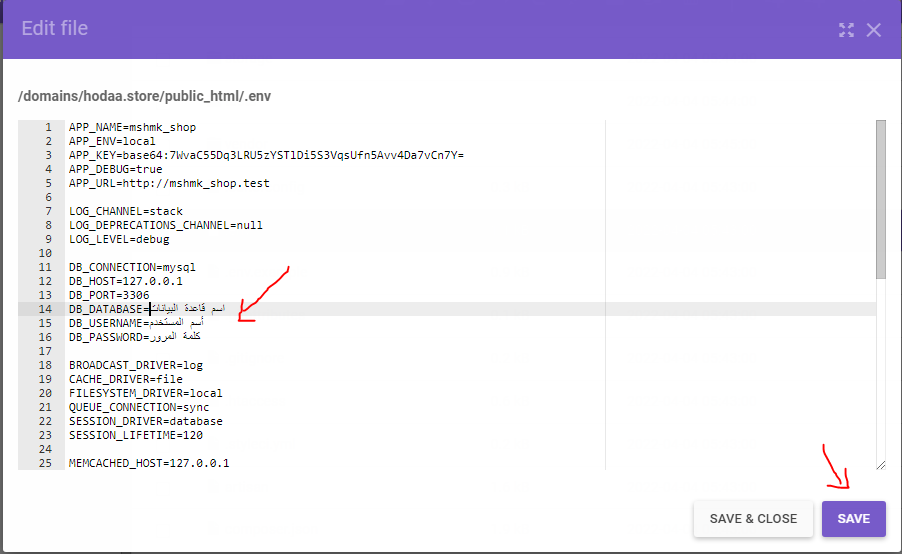 Edit file
/domains/hodaa.store/public_html/.env
1 APP_NAME=mshmk_shop
2 APP_ENV=local
3 APP_KEY=base64:7WvaC55Dq3LRU5zYSTlDi5S3VqsUfn5Avv4Da7vCn7Y=
4 APP_DEBUG=true
5 APP_URL=http://mshmk_shop.test
6
7 LOG_CHANNEL=stack
8 LOG_DEPRECATIONS_CHANNEL=null
9 LOG_LEVEL=debug
10
11 DB_CONNECTION=mysql
12 DB_HOST=127.0.0.1
13 DB_PORT=3306
14 DB_DATABASE=اسم قاعدة البيانات
15 DB_USERNAME=أسم المستخدم
16 DB_PASSWORD=كلمة المرور
17
18 BROADCAST_DRIVER=log
19 CACHE_DRIVER=file
20 FILESYSTEM_DRIVER=local
21 QUEUE_CONNECTION=sync
22 SESSION_DRIVER=database
23 SESSION_LIFETIME=120
24
25 MEMCACHED_HOST=127.0.0.1
SAVE & CLOSE
SAVE